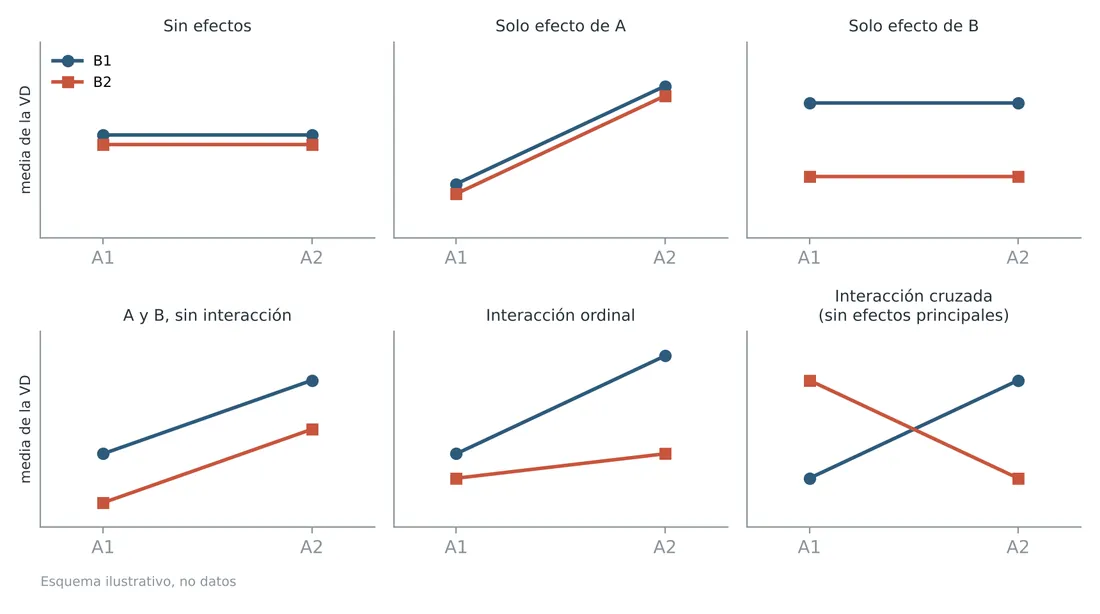 Sin efectos
Solo efecto de A
Solo efecto de B
B1
B2
media de la VD
A1
A2
A1
A2
A1
A2
A y B, sin interacción
Interacción ordinal
Interacción cruzada
(sin efectos principales)
media de la VD
A1
A2
A1
A2
A1
A2
Esquema ilustrativo, no datos